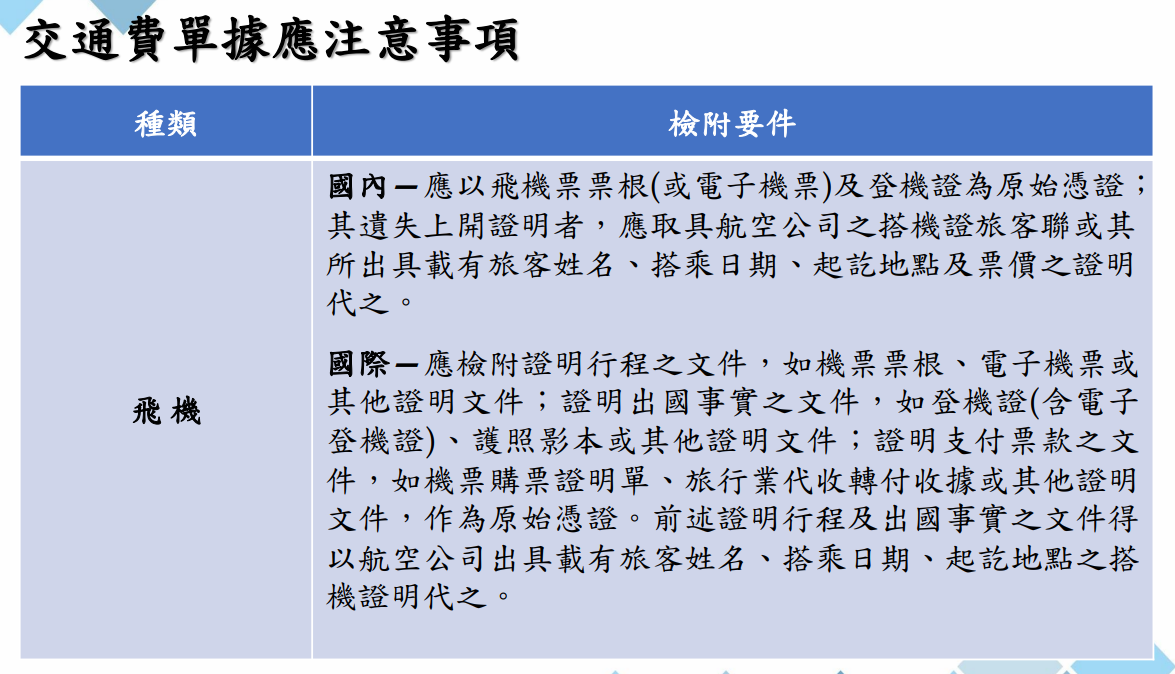 交通費單據應注意事項
種類
檢附要件
飛機
國內－應以飛機票票根(或電子機票)及登機證為原始憑證；
其遺失上開證明者，應取具航空公司之搭機證旅客聯或其
所出具載有旅客姓名、搭乘日期、起訖地點及票價之證明
代之。
國際－應檢附證明行程之文件，如機票票根、電子機票或
其他證明文件；證明出國事實之文件，如登機證(含電子
登機證)、護照影本或其他證明文件；證明支付票款之文
件，如機票購票證明單、旅行業代收轉付收據或其他證明
文件，作為原始憑證。前述證明行程及出國事實之文件得
以航空公司出具載有旅客姓名、搭乘日期、起訖地點之搭
機證明代之。